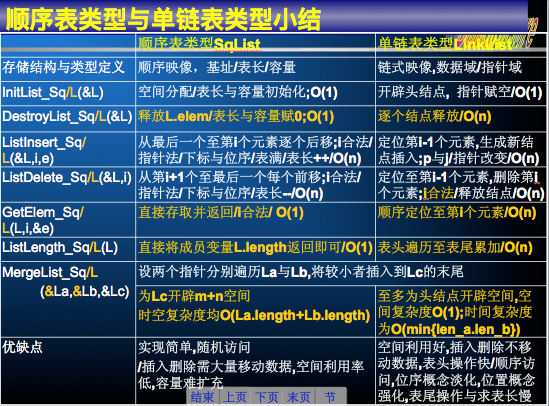 顺序表类型与单链表类型小结
顺序表类型SqList
单链表类型LinkList
存储结构与类型定义
顺序映像，基址/表长/容量
链式映像,数据域/指针域
InitList_Sq/L(&L)
空间分配/表长与容量初始化;O(1)
开辟头结点, 指针赋空/O(1)
DestroyList_Sq/L(&L)
释放L.elem/表长与容量赋0;O(1)
逐个结点释放/O(n)
ListInsert_Sq/
L(&L,i,e)
从最后一个至第i个元素逐个后移;i合法/
指针法/下标与位序/表满/表长++/O(n)
定位第i-1个元素,生成新结
点插入;p与j/指针改变/O(n)
ListDelete_Sq/L(&L,i)
从第i+1个至最后一个每个前移;i合法/
指针法/下标与位序/表长--/O(n)
定位至第i-1个元素,删除第i
个元素;i合法/释放结点/O(n)
GetElem_Sq/
L(L,i,&e)
直接存取并返回/i合法/ O(1)
顺序定位至第i个元素/O(n)
ListLength_Sq/L(L)
直接将成员变量L.length返回即可/O(1)
表头遍历至表尾累加/O(n)
MergeList_Sq/L
(&La,&Lb,&Lc)
设两个指针分别遍历La与Lb,将较小者插入到Lc的末尾
为Lc开辟m+n空间
时空复杂度均O(La.length+Lb.length)
至多为头结点开辟空间,空
间复杂度O(1);时间复杂度
为O(min{len_a.len_b})
优缺点
实现简单,随机访问
/插入删除需大量移动数据,空间利用率
低,容量难扩充
空间利用好,插入删除不移
动数据,表头操作快/顺序访
问,位序概念淡化,位置概念
强化,表尾操作与求表长慢
结束 上页 下页 末页 节